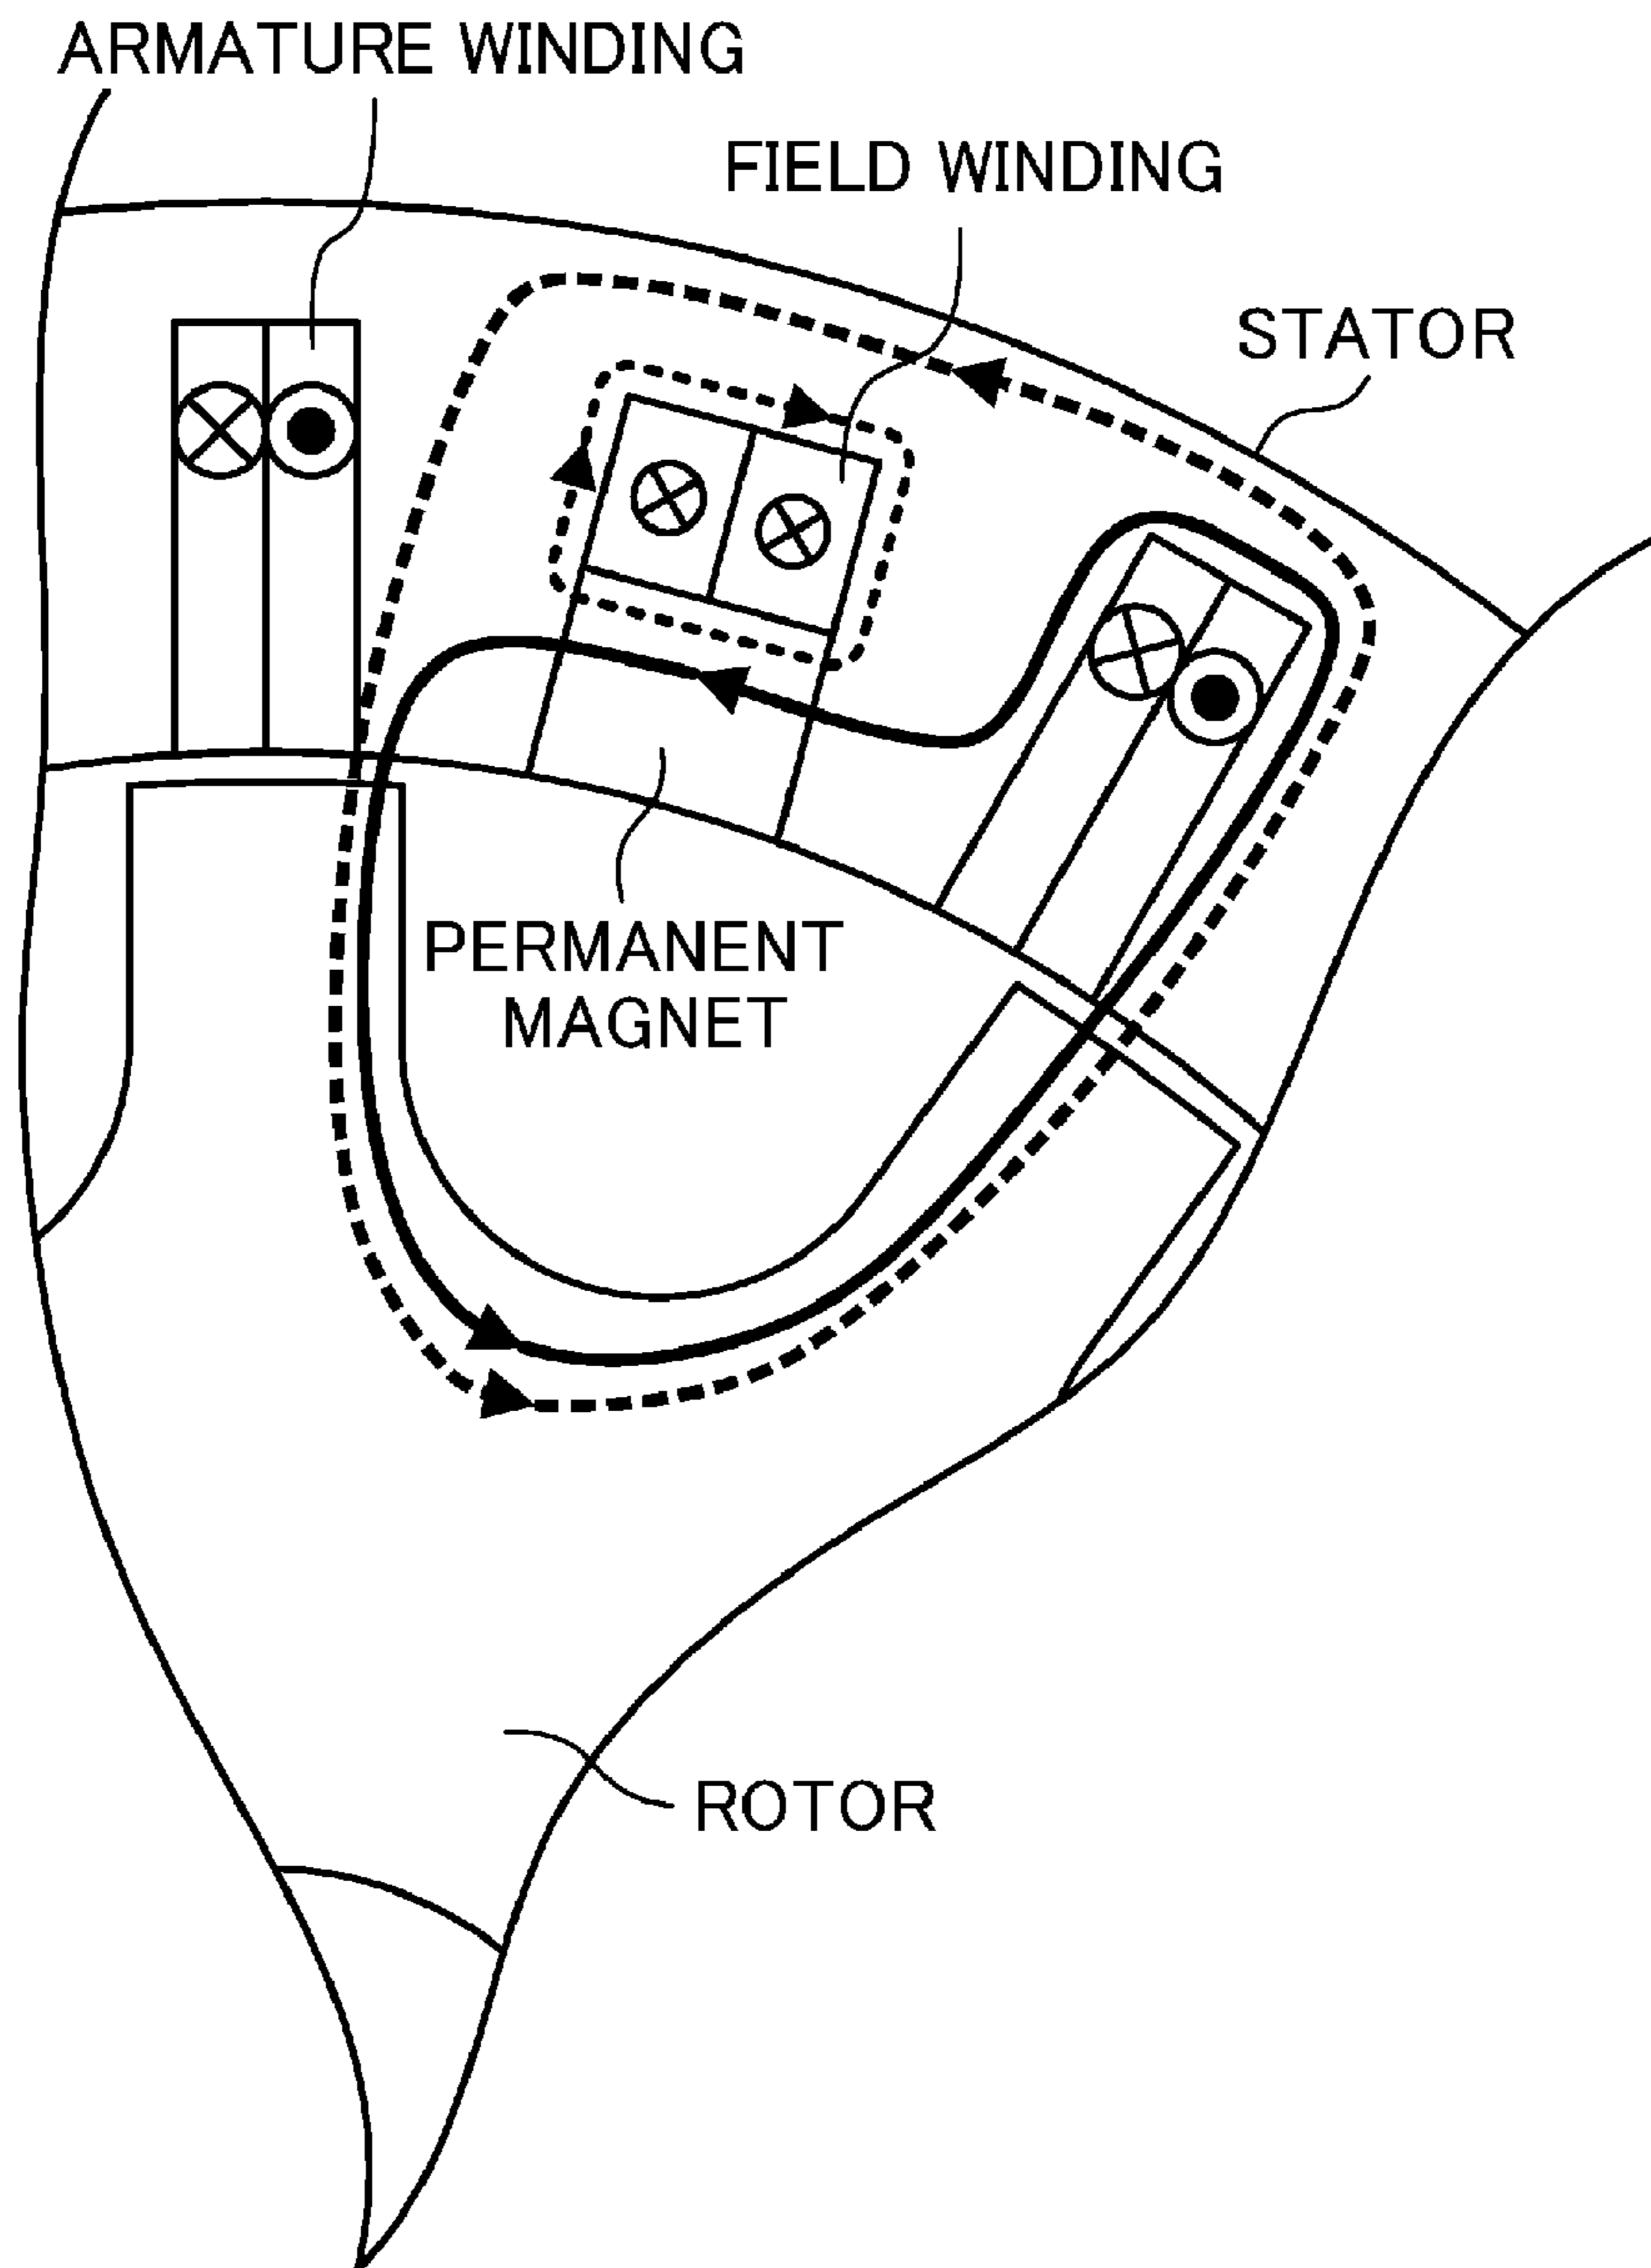 ARMATURE WINDING
FIELD WINDING
STATOR
PERMANENT
MAGNET
ROTOR